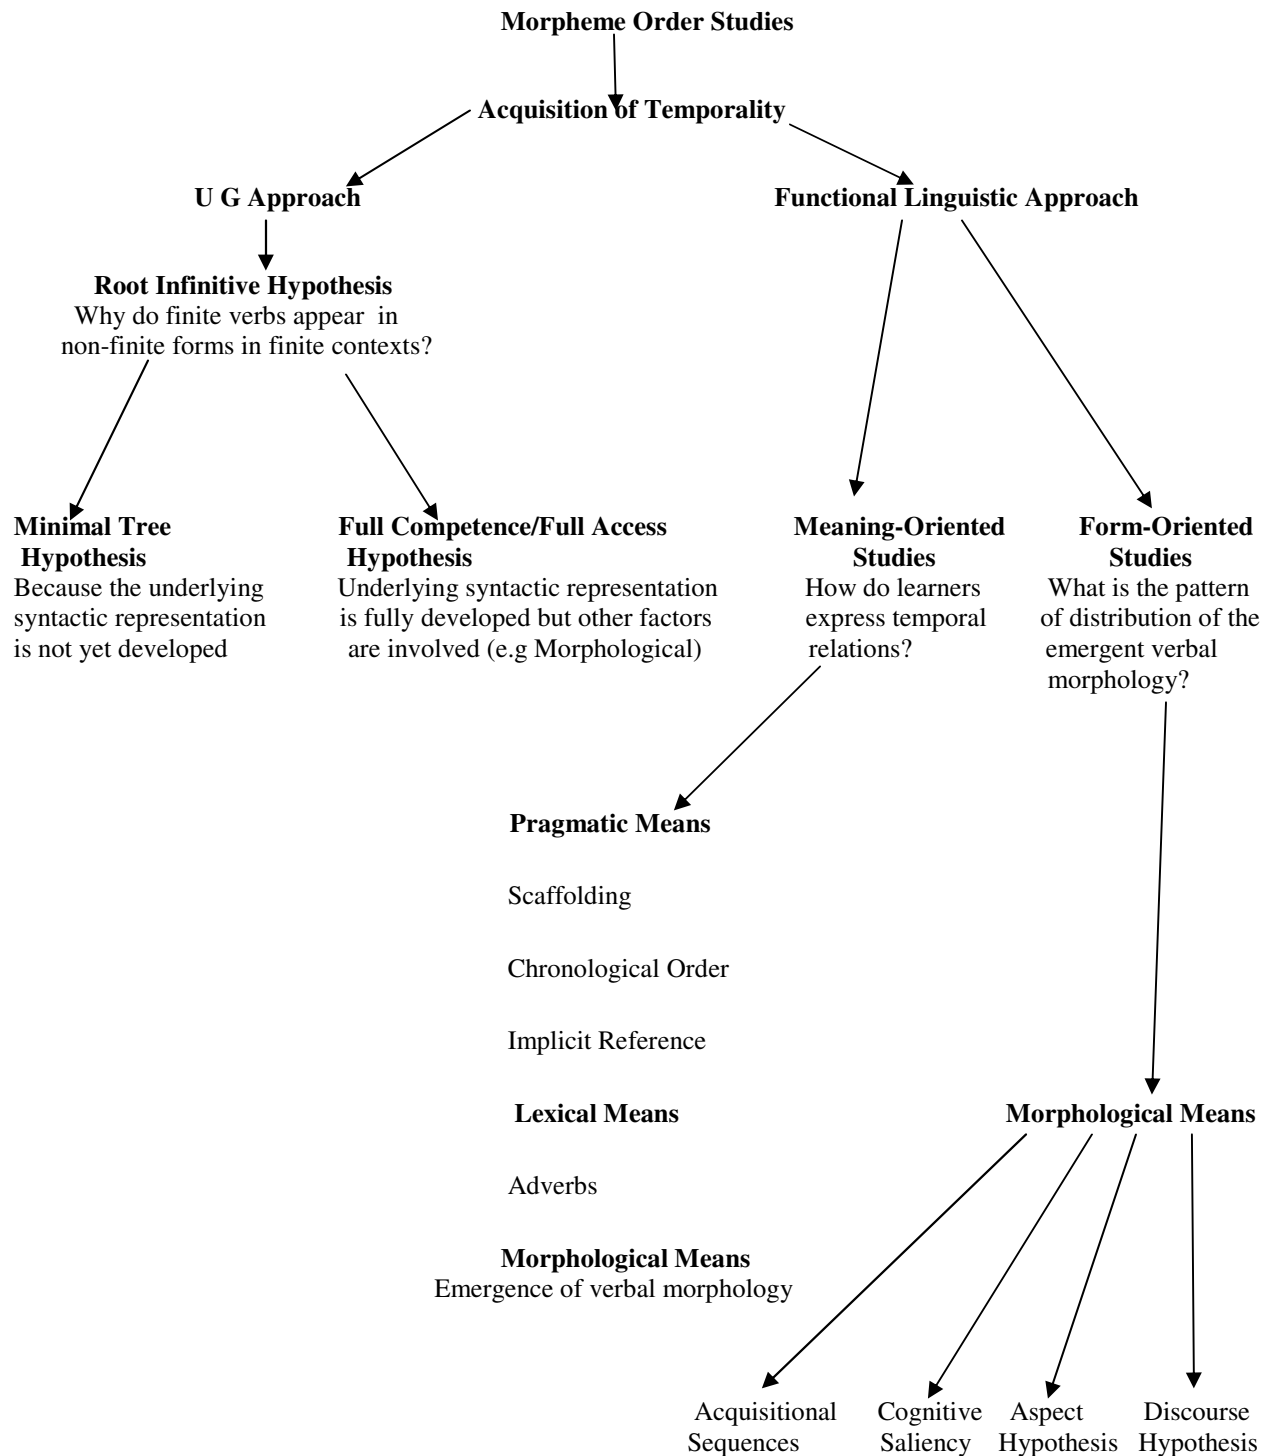 Morpheme Order Studies
Acquisition of Temporality
U G Approach
Functional Linguistic Approach
Root Infinitive Hypothesis
Why do finite verbs appear in
non-finite forms in finite contexts?
Minimal Tree
Hypothesis
Because the underlying
syntactic representation
is not yet developed
Full Competence/Full Access
Hypothesis
Underlying syntactic representation
is fully developed but other factors
are involved (e.g Morphological)
Meaning-Oriented
Studies
How do learners
express temporal
relations?
Form-Oriented
Studies
What is the pattern
of distribution of the
emergent verbal
morphology?
Pragmatic Means
Scaffolding
Chronological Order
Implicit Reference
Lexical Means
Adverbs
Morphological Means
Emergence of verbal morphology
Morphological Means
Acquisitional
Sequences
Cognitive
Saliency
Aspect
Hypothesis
Discourse
Hypothesis